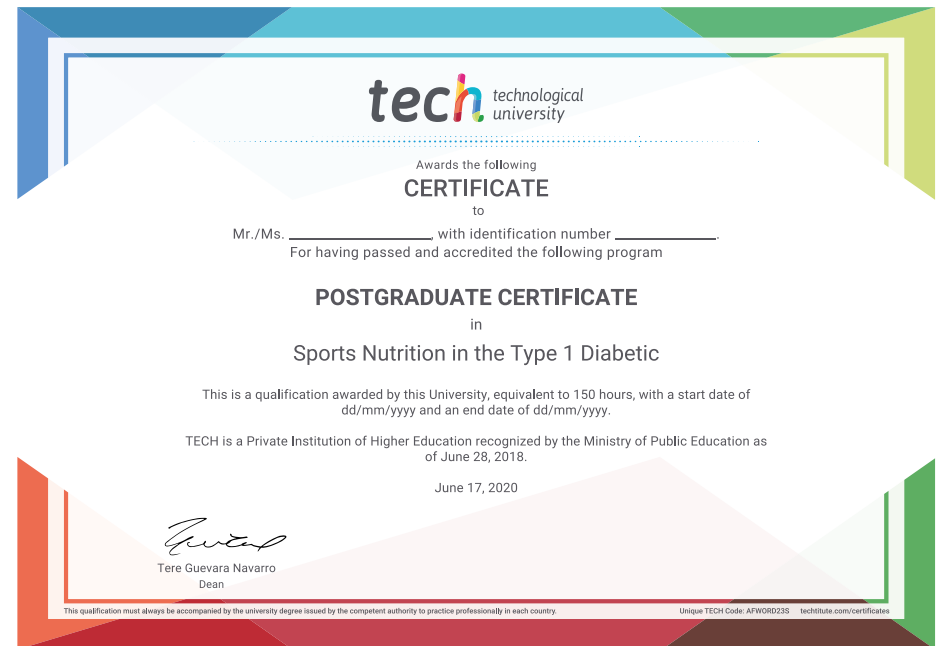 tech technological
university
Awards the following
CERTIFICATE
to
Mr./Ms. ____________________, with identification number ______________.
For having passed and accredited the following program
POSTGRADUATE CERTIFICATE
in
Sports Nutrition in the Type 1 Diabetic
This is a qualification awarded by this University, equivalent to 150 hours, with a start date of
dd/mm/yyyy and an end date of dd/mm/yyyy.
TECH is a Private Institution of Higher Education recognized by the Ministry of Public Education as
of June 28, 2018.
June 17, 2020
Tere Guevara Navarro
Dean
This qualification must always be accompanied by the university degree issued by the competent authority to practice professionally in each country. Unique TECH Code: AFWORD23S techtitute.com/certificates